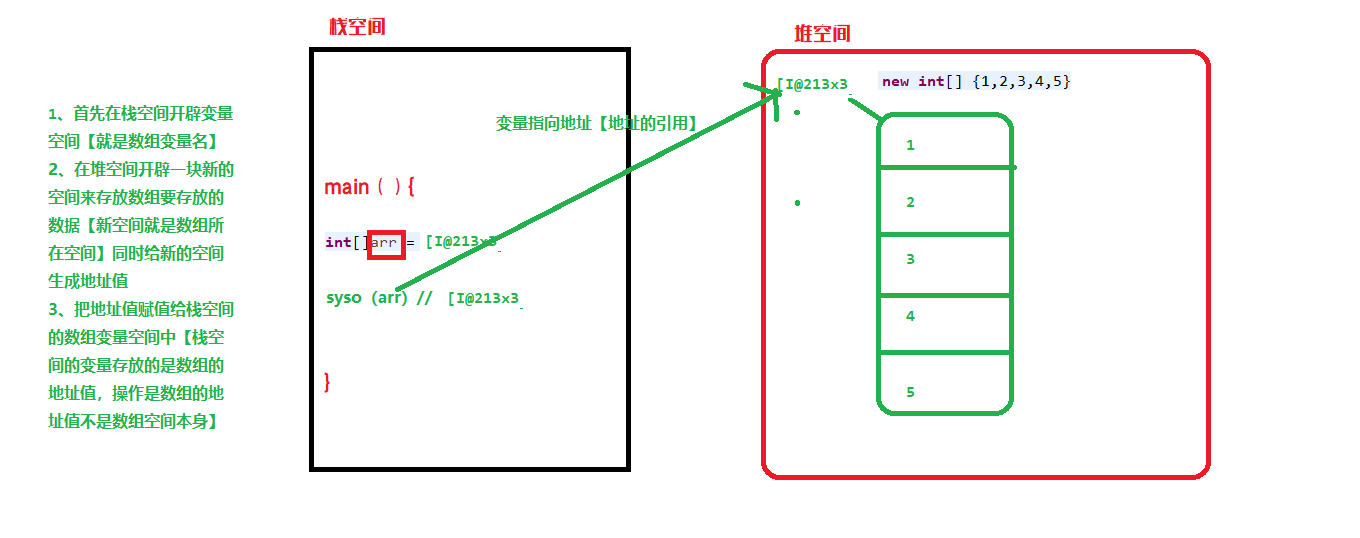 栈空间
堆空间
1、首先在栈空间开辟变量
空间【就是数组变量名】
2、在堆空间开辟一块新的
空间来存放数组要存放的
数据【新空间就是数组所
在空间】同时给新的空间
生成地址值
3、把地址值赋值给栈空间
的数组变量空间中【栈空
间的变量存放的是数组的
地址值，操作是数组的地
址值不是数组空间本身】
main（ ）{
int[]arr = [I@213x3
syso（arr）// [I@213x3
}
变量指向地址【地址的引用】
[I@213x3
new int[] {1,2,3,4,5}
1
2
3
4
5